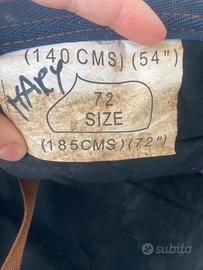 (140 CMS) (54")
HARY
72
SIZE
(185CMS) (72")
subito